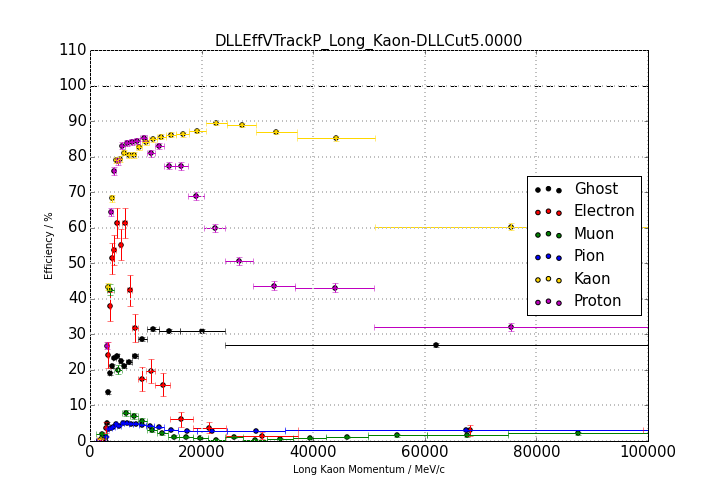 DLLEffVTrackP_Long_Kaon-DLLCut5.0000
110
100
90
80
70
60
50
40
30
20
10
0
Efficiency / %
Ghost
Electron
Muon
Pion
Kaon
Proton
0 20000 40000 60000 80000 100000
Long Kaon Momentum / MeV/c